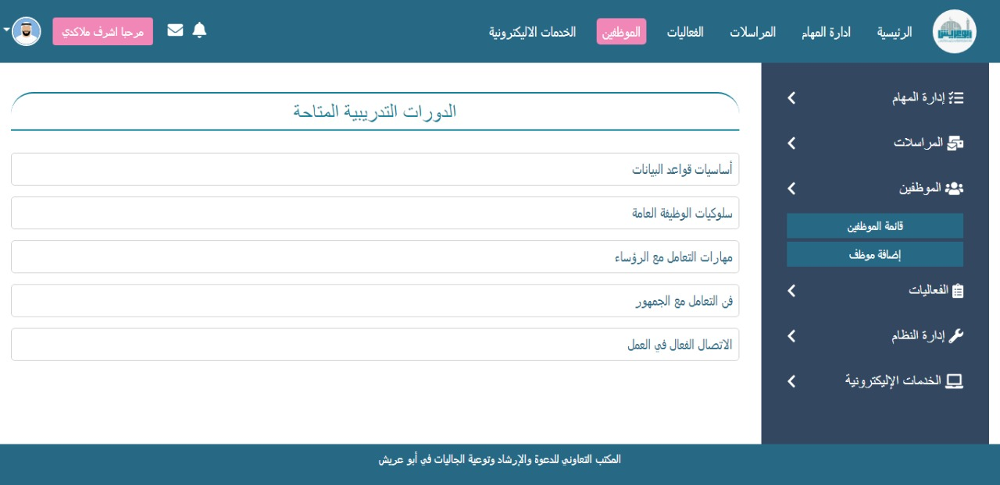 الرئيسية
ادارة المهام
المراسلات
الفعاليات
الموظفين
الخدمات الاليكترونية
مرحبا اشرف ملاكدي
إدارة المهام
المراسلات
الموظفين
قائمة الموظفين
إضافة موظف
الفعاليات
إدارة النظام
الخدمات الإليكترونية
الدورات التدريبية المتاحة
أساسيات قواعد البيانات
سلوكيات الوظيفة العامة
مهارات التعامل مع الرؤساء
فن التعامل مع الجمهور
الاتصال الفعال في العمل
المكتب التعاوني للدعوة والإرشاد وتوعية الجاليات في أبو عريش